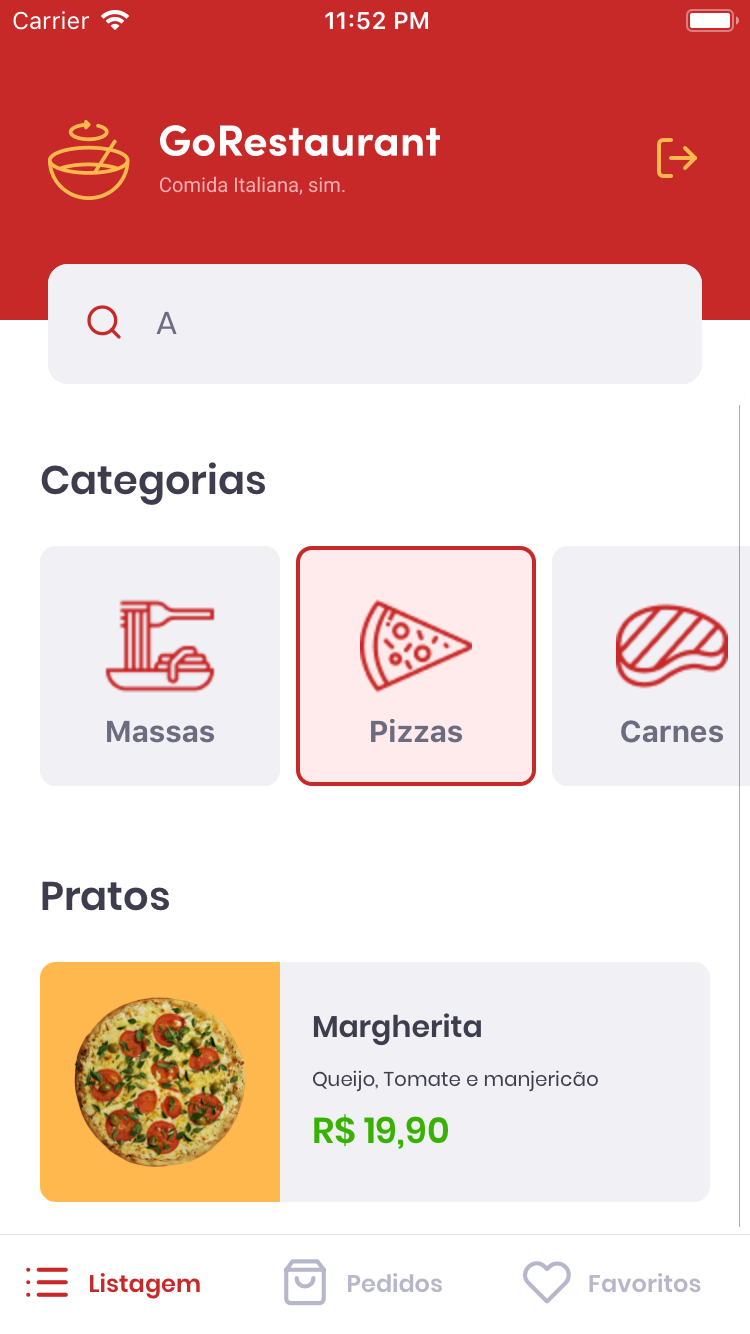 Carrier
11:52 PM
GoRestaurant
Comida Italiana, sim.
A
Categorias
Massas
Pizzas
Carnes
Pratos
Margherita
Queijo, Tomate e manjericão
R$ 19,90
Listagem
Pedidos
Favoritos